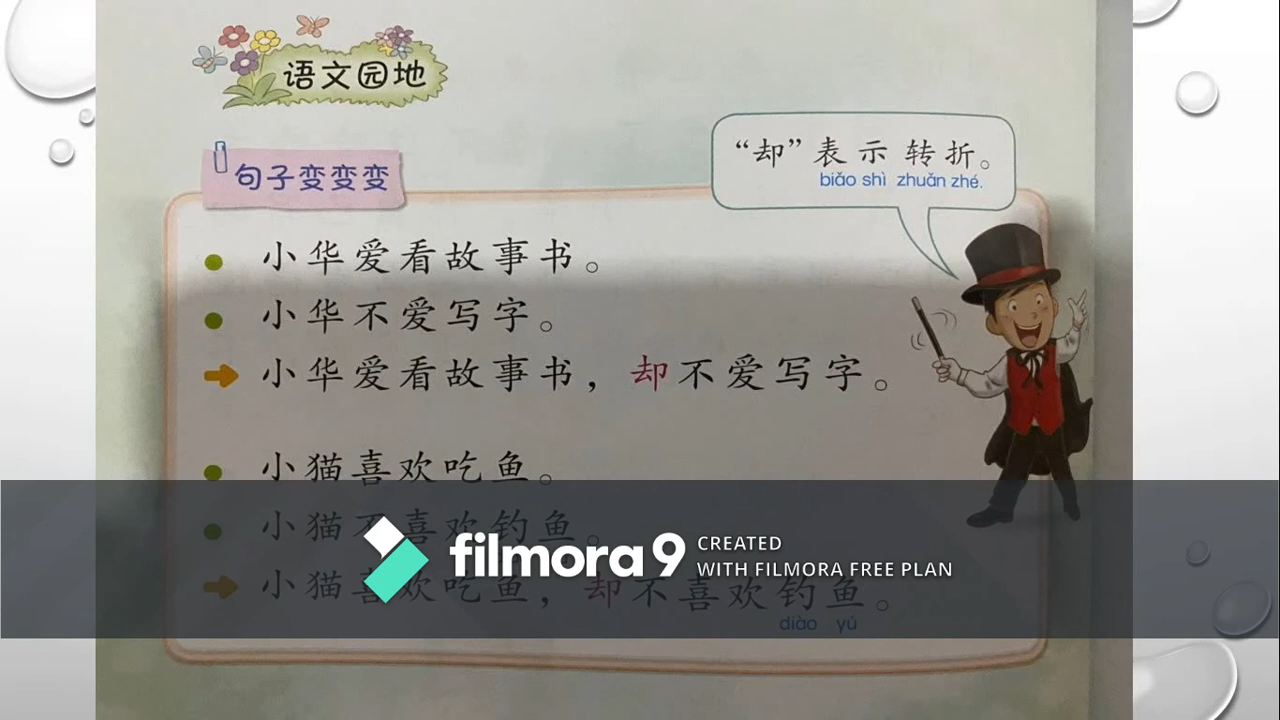 语文园地
句子变变变
“却”表示转折。
biǎo shì zhuǎn zhé.
小华爱看故事书。
小华不爱写字。
小华爱看故事书，却不爱写字。
小猫喜欢吃鱼。
小猫不喜欢钓鱼。
filmora9
CREATED
WITH FILMORA FREE PLAN
小猫喜欢吃鱼，却不喜欢钓鱼。
diào yú